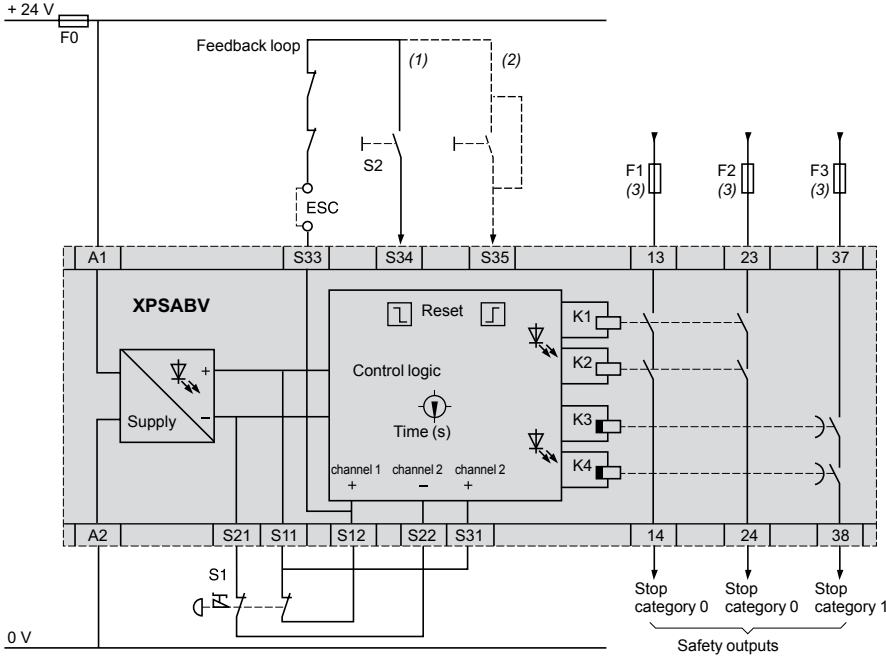 + 24 V
F0
Feedback loop
(1)
(2)
S2
ESC
F1
(3)
F2
(3)
F3
(3)
A1
S33
S34
S35
13
23
37
XPSABV
Reset
K1
K2
Control logic
+
−
Supply
Time (s)
K3
K4
channel 1
channel 2
channel 2
+
−
+
A2
S21
S11
S12
S22
S31
14
24
38
S1
Stop
category 0
Stop
category 0
Stop
category 1
0 V
Safety outputs